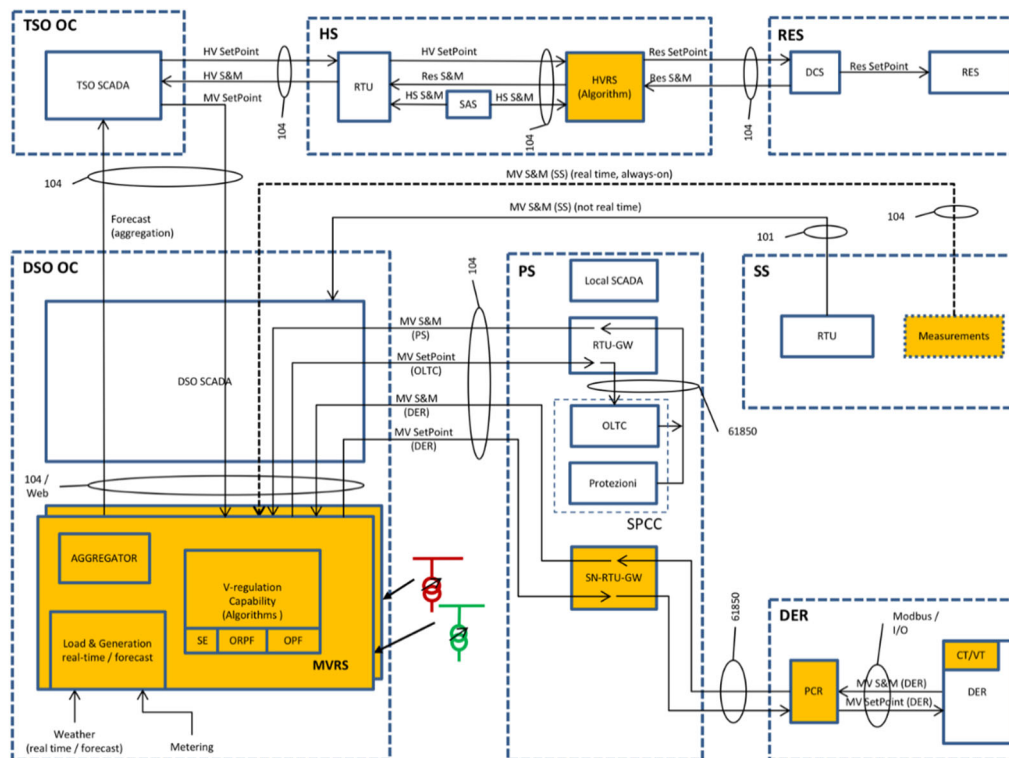 TSO OC
HS
RES
TSO SCADA
HV SetPoint
HV S&M
MV SetPoint
104
RTU
HV SetPoint
Res S&M
HS S&M
SAS
HS S&M
104
HVRS
(Algorithm)
Res SetPoint
Res S&M
104
DCS
Res SetPoint
RES
104
Forecast
(aggregation)
MV S&M (SS) (real time, always-on)
MV S&M (SS) (not real time)
101
104
DSO OC
DSO SCADA
104
PS
Local SCADA
SS
RTU
Measurements
MV S&M
(PS)
MV SetPoint
(OLTC)
MV S&M
(DER)
MV SetPoint
(DER)
RTU-GW
OLTC
Protezioni
SPCC
61850
104 /
Web
AGGREGATOR
V-regulation
Capability
(Algorithms )
SE
ORPF
OPF
Load & Generation
real-time / forecast
MVRS
SN-RTU-GW
61850
DER
Modbus /
I/O
PCR
MV S&M (DER)
MV SetPoint (DER)
CT/VT
DER
Weather
(real time / forecast)
Metering